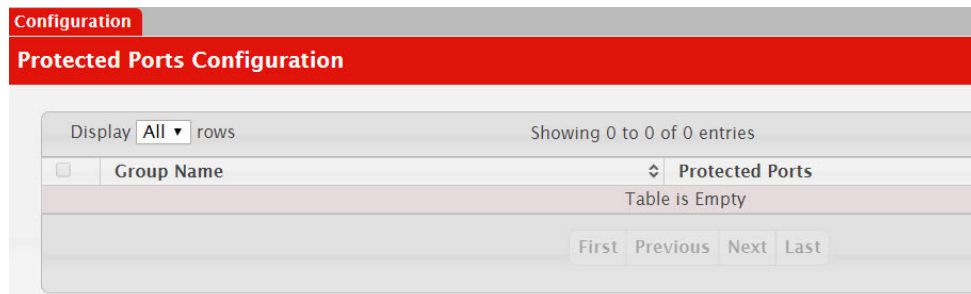 Configuration
Protected Ports Configuration
Display All rows Showing 0 to 0 of 0 entries
Group Name Protected Ports
Table is Empty
First Previous Next Last